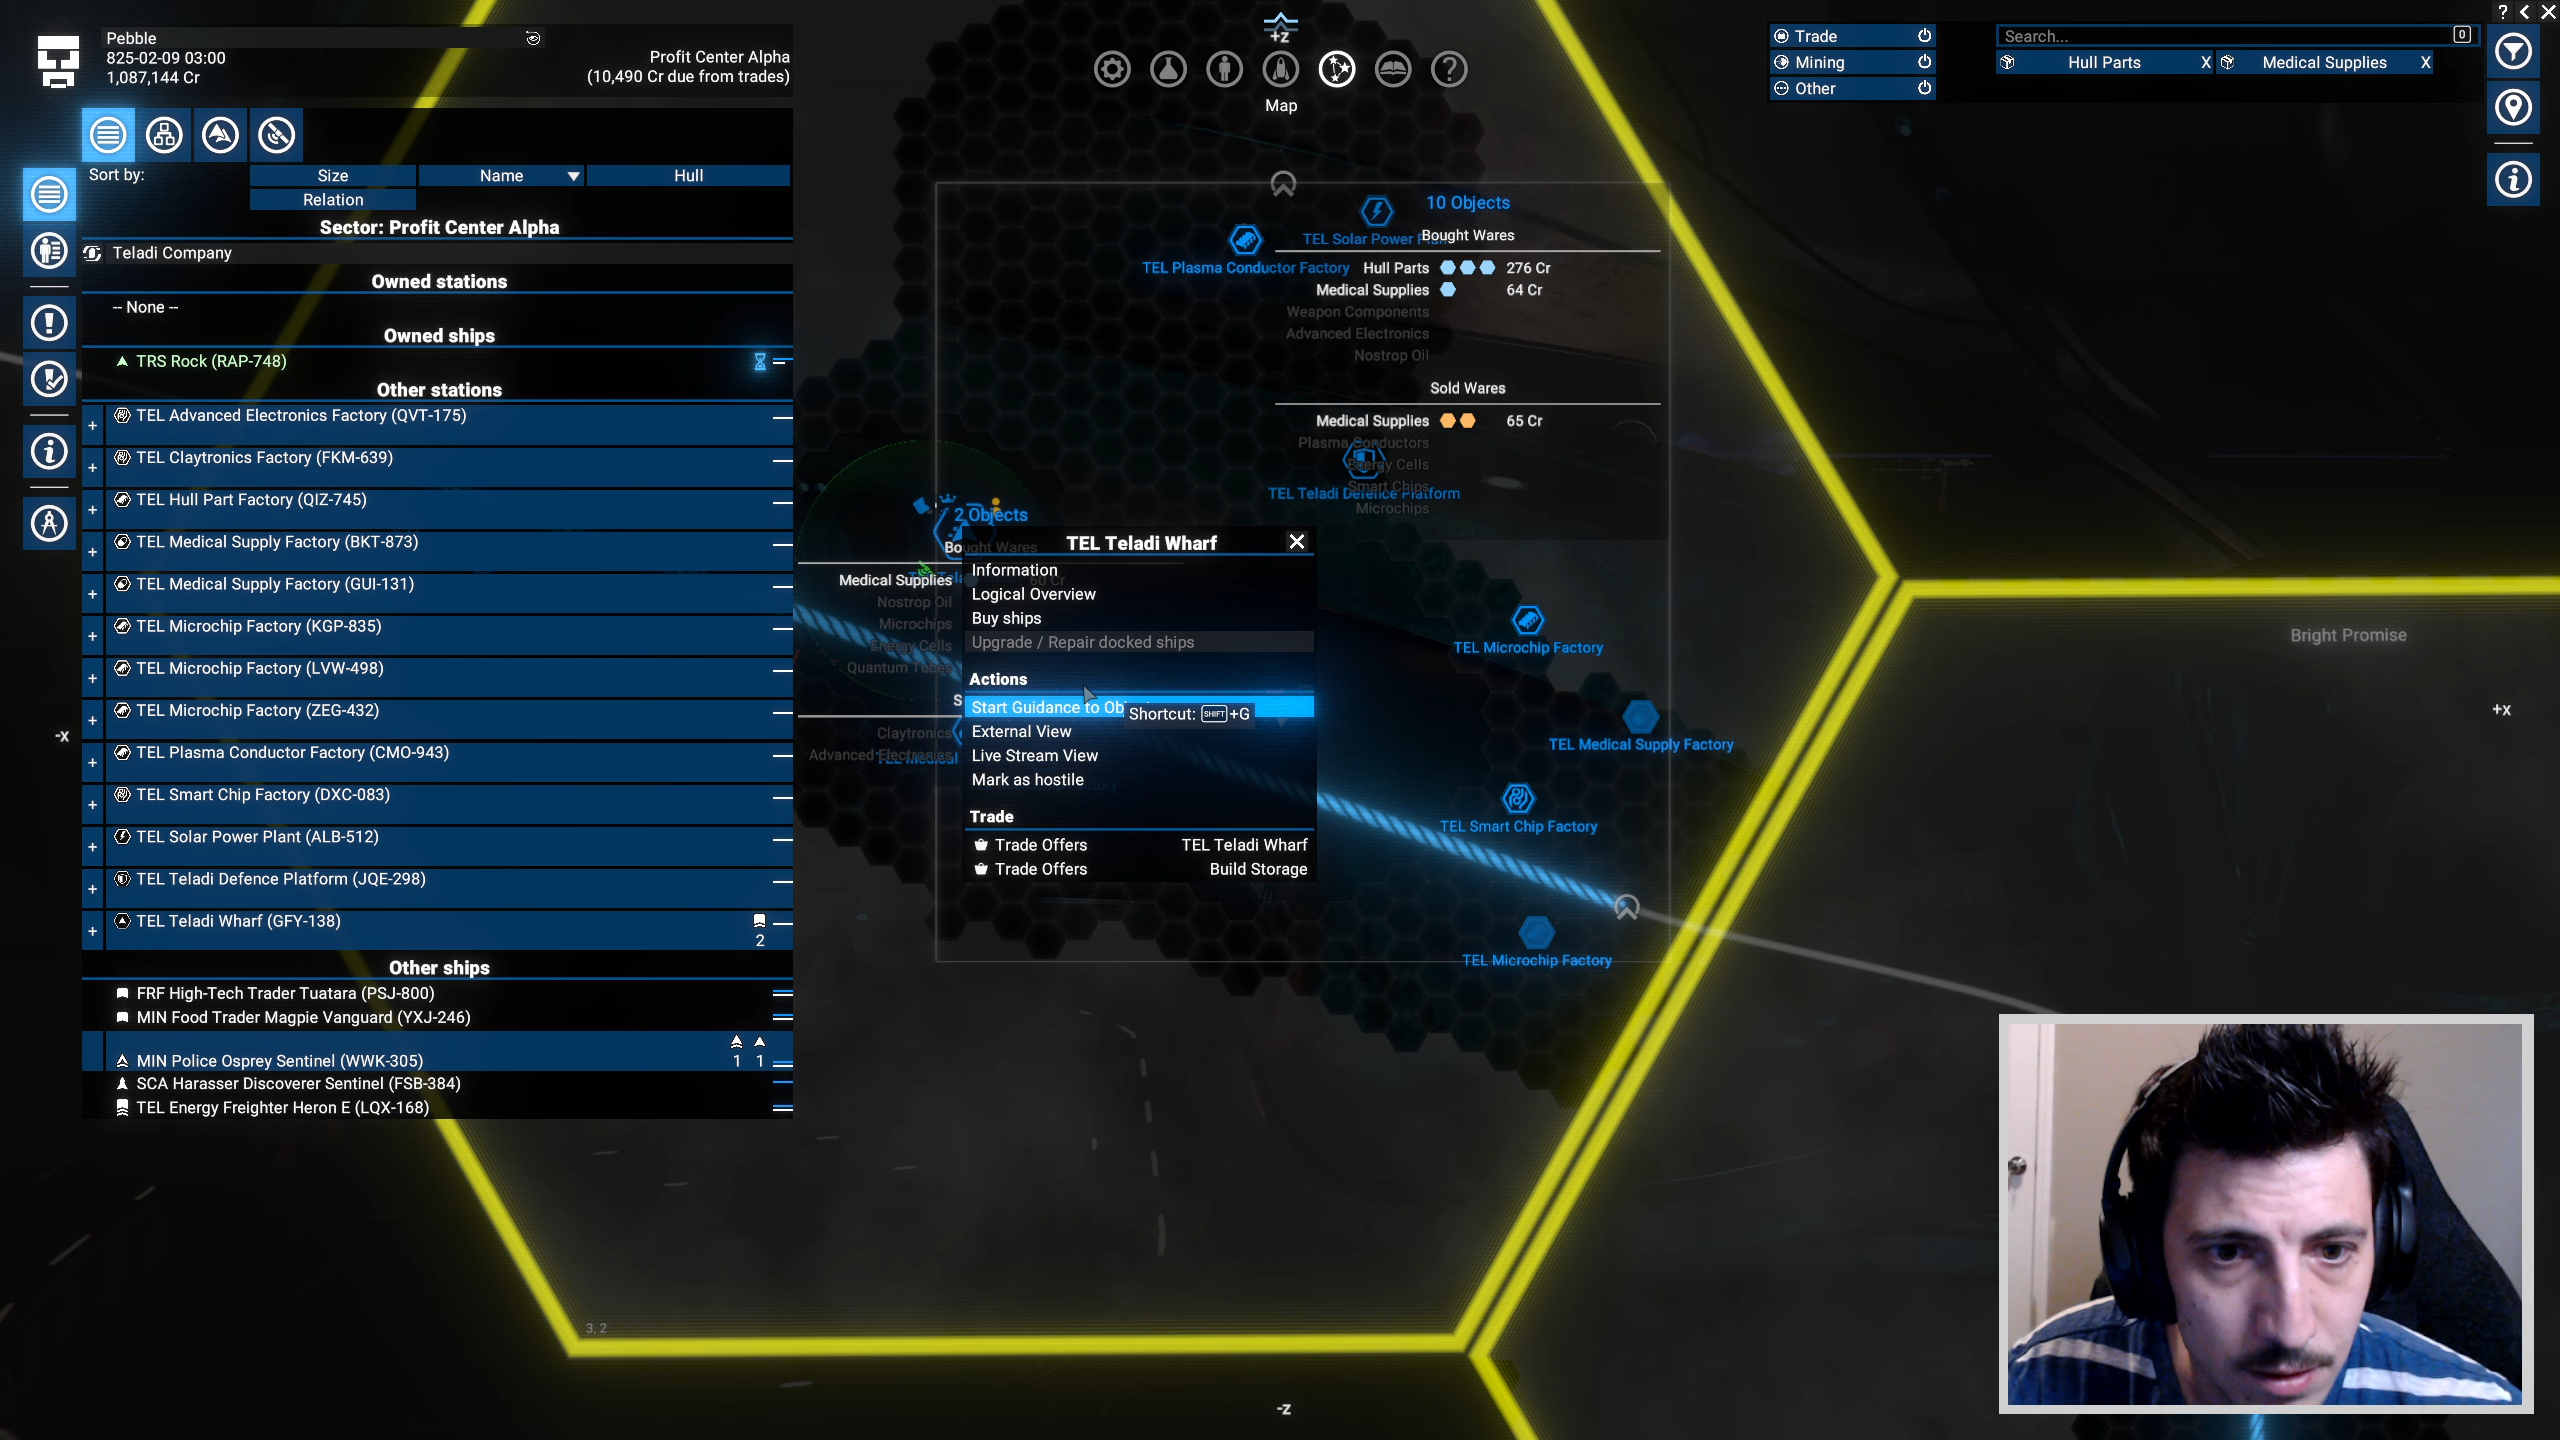 Pebble
825-02-09 03:00
1,087,144 Cr
Profit Center Alpha
(10,490 Cr due from trades)
Sort by:
Size
Name
Hull
Relation
Sector: Profit Center Alpha
Teladi Company
Owned stations
-- None --
Owned ships
TRS Rock (RAP-748)
Other stations
+ TEL Advanced Electronics Factory (QVT-175)
+ TEL Claytronics Factory (FKM-639)
+ TEL Hull Part Factory (QIZ-745)
+ TEL Medical Supply Factory (BKT-873)
+ TEL Medical Supply Factory (GUI-131)
+ TEL Microchip Factory (KGP-835)
+ TEL Microchip Factory (LVW-498)
+ TEL Microchip Factory (ZEG-432)
+ TEL Plasma Conductor Factory (CMO-943)
+ TEL Smart Chip Factory (DXC-083)
+ TEL Solar Power Plant (ALB-512)
+ TEL Teladi Defence Platform (JQE-298)
+ TEL Teladi Wharf (GFY-138)
2
Other ships
FRF High-Tech Trader Tuatara (PSJ-800)
MIN Food Trader Magpie Vanguard (YXJ-246)
MIN Police Osprey Sentinel (WWK-305) 1 1
SCA Harasser Discoverer Sentinel (FSB-384)
TEL Energy Freighter Heron E (LQX-168)
+Z
Map
10 Objects
TEL Solar Power
Bought Wares
TEL Plasma Conductor Factory
Hull Parts 276 Cr
Medical Supplies 64 Cr
Weapon Components
Advanced Electronics
Nostrop Oil
Sold Wares
Medical Supplies 65 Cr
Plasma Conductors
Energy Cells
Smart Chips
TEL Teladi Defence Platform
Microchips
2 Objects
Bought Wares
Medical Supplies 60 Cr
Nostrop Oil
Microchips
Energy Cells
Quantum Tubes
Claytronics
Advanced Electronics
TEL Medical
TEL Teladi Wharf
Information
Logical Overview
Buy ships
Upgrade / Repair docked ships
Actions
Start Guidance to
Shortcut: SHIFT +G
External View
Live Stream View
Mark as hostile
Trade
Trade Offers TEL Teladi Wharf
Trade Offers Build Storage
TEL Microchip Factory
TEL Medical Supply Factory
TEL Smart Chip Factory
TEL Microchip Factory
-X
+X
-Z
3, 2
Bright Promise
Trade
Mining
Other
Search...
0
Hull Parts X
Medical Supplies X